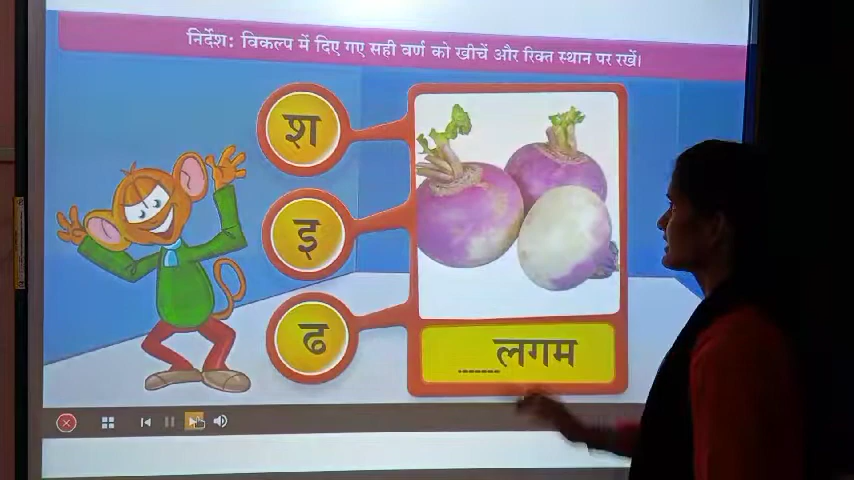 निर्देश: विकल्प में दिए गए सही वर्ण को खीचें और रिक्त स्थान पर रखें।
श
इ
ढ
......लगम